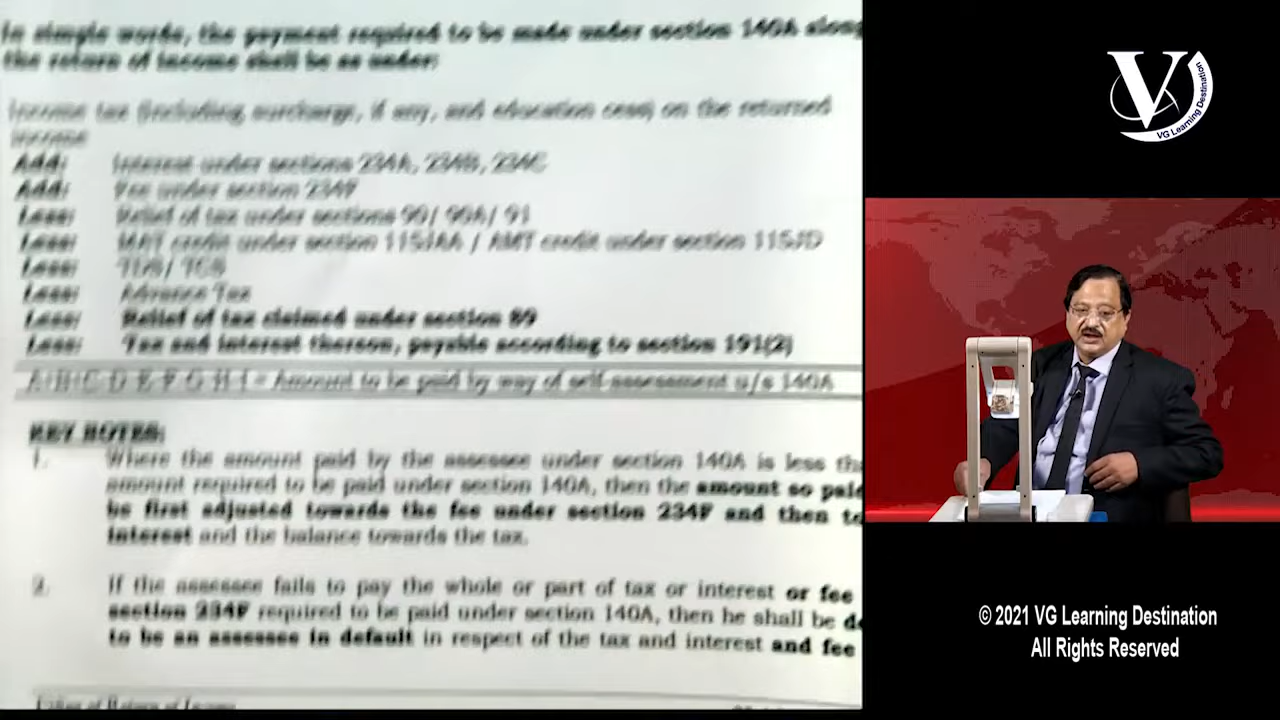 In simple words, the payment required to be made under section 140A along
the return of income shall be as under:
Income tax (including surcharge, if any, and education cess) on the returned
income
Add: Interest under sections 234A, 234B, 234C
Add: Fee under section 234F
Less: Relief of tax under sections 90/ 90A/ 91
Less: MAT credit under section 115JAA / AMT credit under section 115JD
Less: TDS/ TCS
Less: Advance Tax
Less: Relief of tax claimed under section 89
Less: Tax and interest thereon, payable according to section 191(2)
A+B+C-D-E-F-G-H-I = Amount to be paid by way of self-assessment u/s 140A
KEY NOTES:
1. Where the amount paid by the assessee under section 140A is less tha
amount required to be paid under section 140A, then the amount so paid
be first adjusted towards the fee under section 234F and then to
interest and the balance towards the tax.
2. If the assessee fails to pay the whole or part of tax or interest or fee
section 234F required to be paid under section 140A, then he shall be de
to be an assessee in default in respect of the tax and interest and fee
of Return of Income
V
VG Learning Destination
© 2021 VG Learning Destination
All Rights Reserved